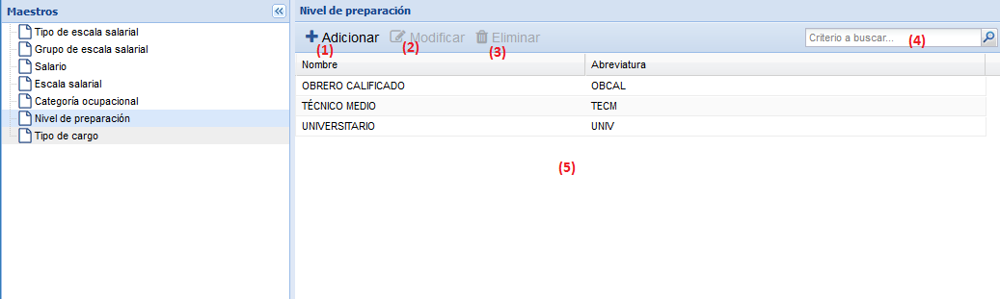 Maestros
Tipo de escala salarial
Grupo de escala salarial
Salario
Escala salarial
Categoría ocupacional
Nivel de preparación
Tipo de cargo
Nivel de preparación
Adicionar Modificar Eliminar Criterio a buscar...
(1) (2) (3) (4)
Nombre Abreviatura
OBRERO CALIFICADO OBCAL
TÉCNICO MEDIO TECM
UNIVERSITARIO UNIV
(5)